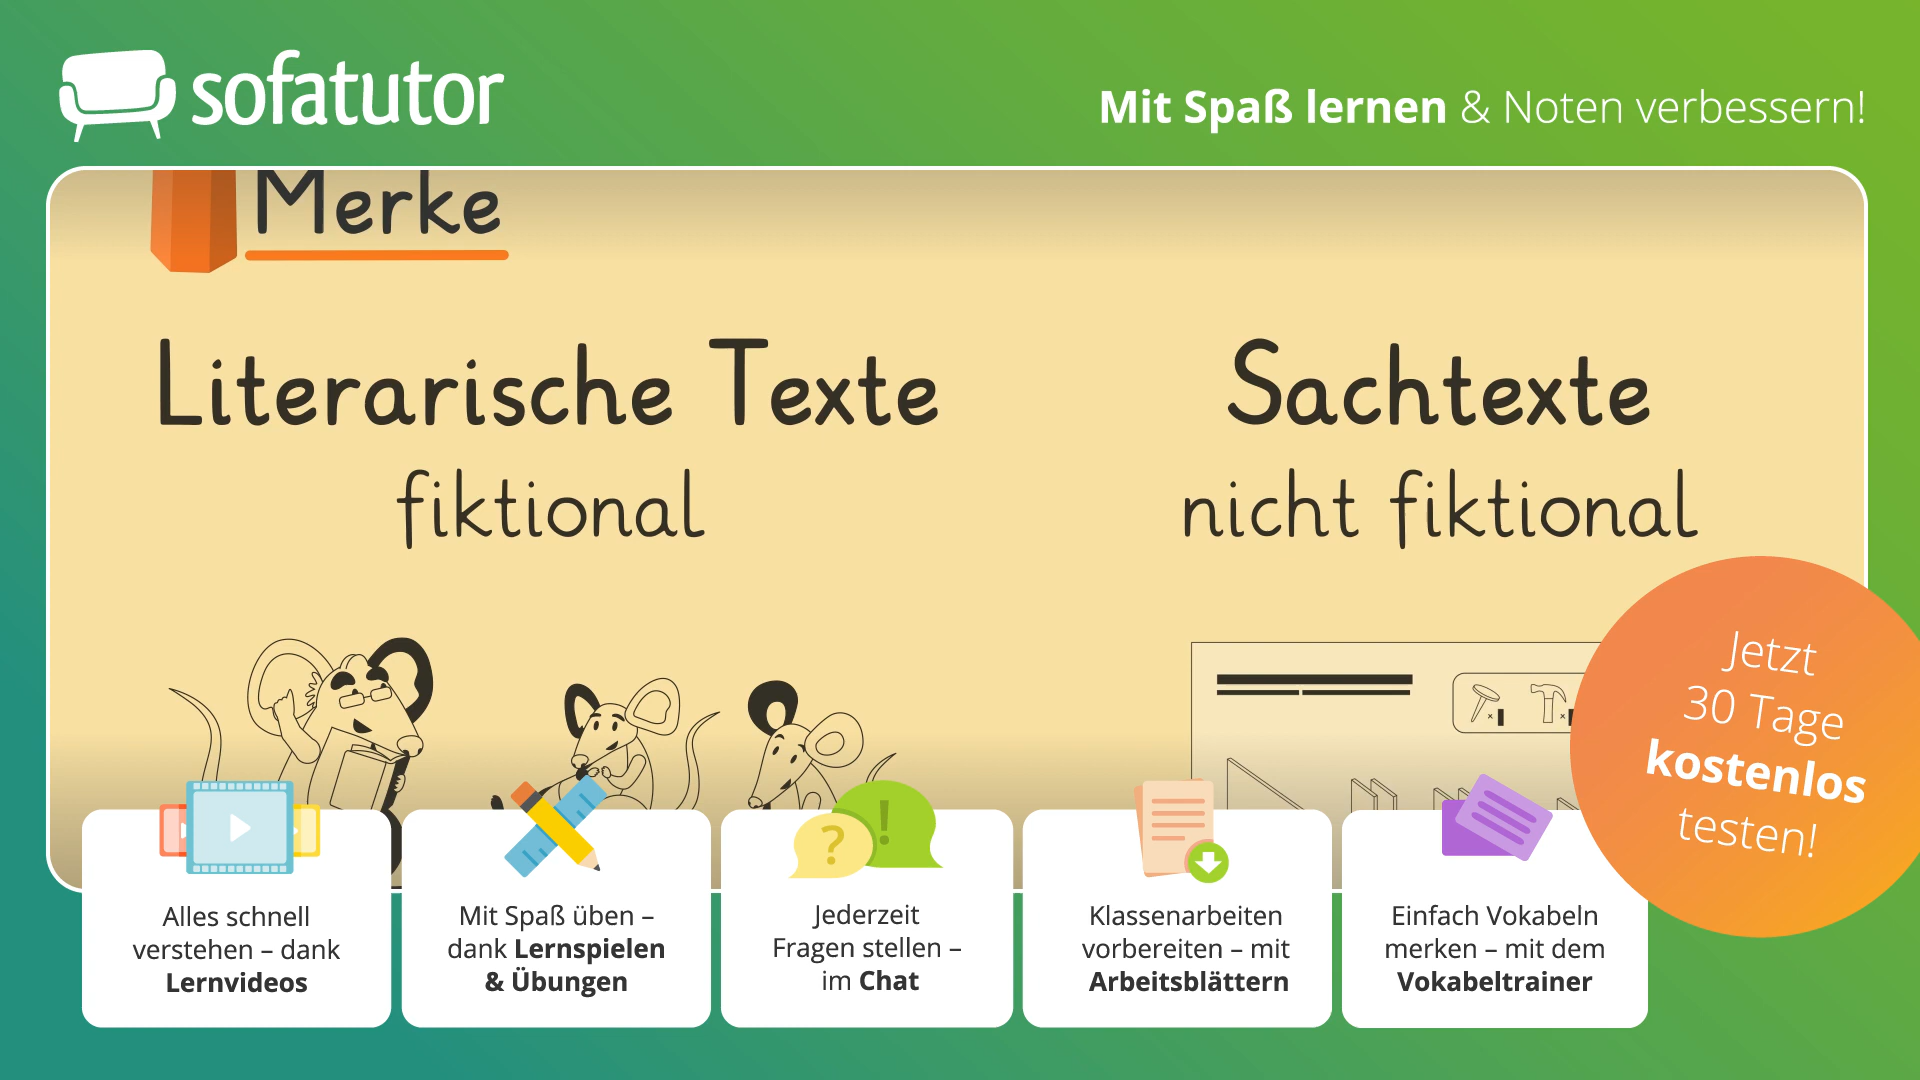 sofatutor
Mit Spaß lernen & Noten verbessern!
Merke
Literarische Texte
fiktional
Sachtexte
nicht fiktional
Jetzt
30 Tage
kostenlos
testen!
Alles schnell
verstehen – dank
Lernvideos
Mit Spaß üben –
dank Lernspielen
& Übungen
?
!
Jederzeit
Fragen stellen –
im Chat
Klassenarbeiten
vorbereiten – mit
Arbeitsblättern
Einfach Vokabeln
merken – mit dem
Vokabeltrainer